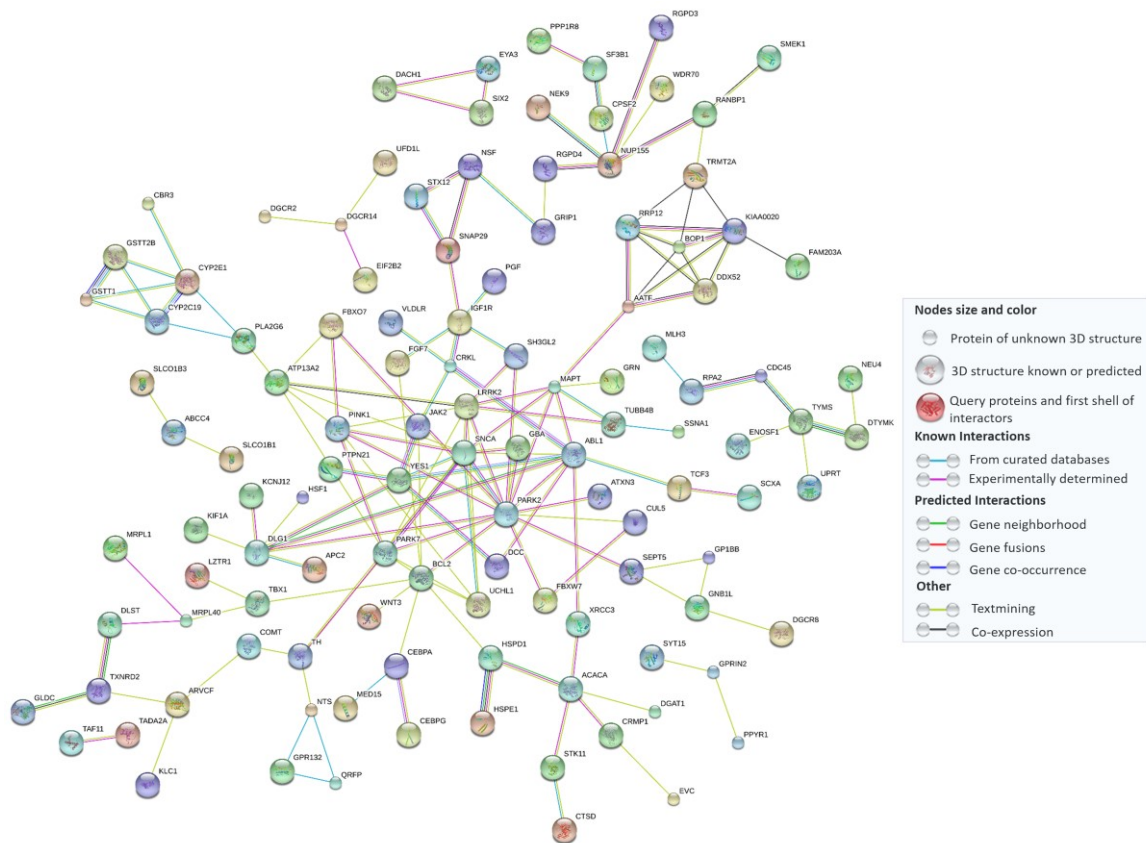 RGPD3
PPP1R8
SMEK1
SF3B1
EYA3
DACH1
WDR70
NEK9
RANBP1
SIX2
CPSF2
UFD1L
NSF
RGPD4
NUP155
TRMT2A
CBR3
STX12
DGCR2
DGCR14
GRIP1
RRP12
KIAA0020
BOP1
GSTT2B
SNAP29
FAM203A
CYP2E1
EIF2B2
PGF
DDX52
GSTT1
CYP2C19
AATF
FBXO7
VLDLR
IGF1R
PLA2G6
SH3GL2
MLH3
FGF7
CRKL
SLCO1B3
ATP13A2
MAPT
GRN
RPA2
CDC45
NEU4
LRRK2
ABCC4
PINK1
JAK2
TUBB4B
TYMS
SSNA1
ENOSF1
DTYMK
SNCA
GBA
SLCO1B1
ABL1
PTPN21
YES1
TCF3
UPRT
KCNJ12
HSF1
SCXA
ATXN3
PARK2
KIF1A
CUL5
DLG1
PARK7
MRPL1
LZTR1
APC2
BCL2
DCC
SEPT5
GP1BB
TBX1
UCHL1
FBXW7
GNB1L
DLST
MRPL40
WNT3
XRCC3
DGCR8
COMT
TH
CEBPA
HSPD1
SYT15
TXNRD2
GPRIN2
GLDC
ARVCF
MED15
ACACA
NTS
DGAT1
TADA2A
CEBPG
HSPE1
CRMP1
TAF11
PPYR1
GPR132
QRFP
STK11
KLC1
EVC
CTSD
Nodes size and color
Protein of unknown 3D structure
3D structure known or predicted
Query proteins and first shell of
interactors
Known Interactions
From curated databases
Experimentally determined
Predicted Interactions
Gene neighborhood
Gene fusions
Gene co-occurrence
Other
Textmining
Co-expression